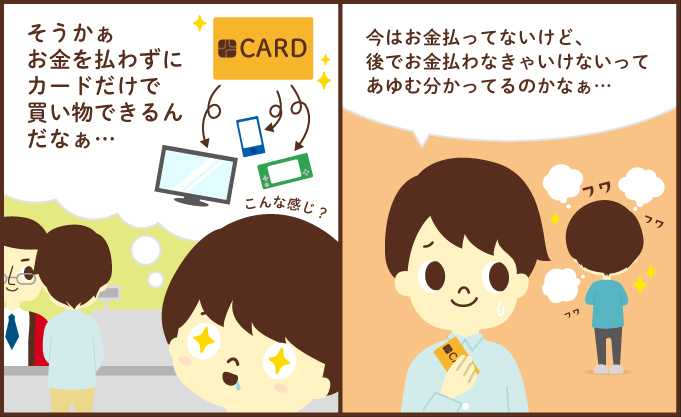 そうかぁ
お金を払わずに
カードだけで
買い物できるん
だなぁ…
CARD
こんな感じ？
今はお金払ってないけど、
後でお金払わなきゃいけないって
あゆむ分かってるのかなぁ…
フワ
フワ
フワ
C